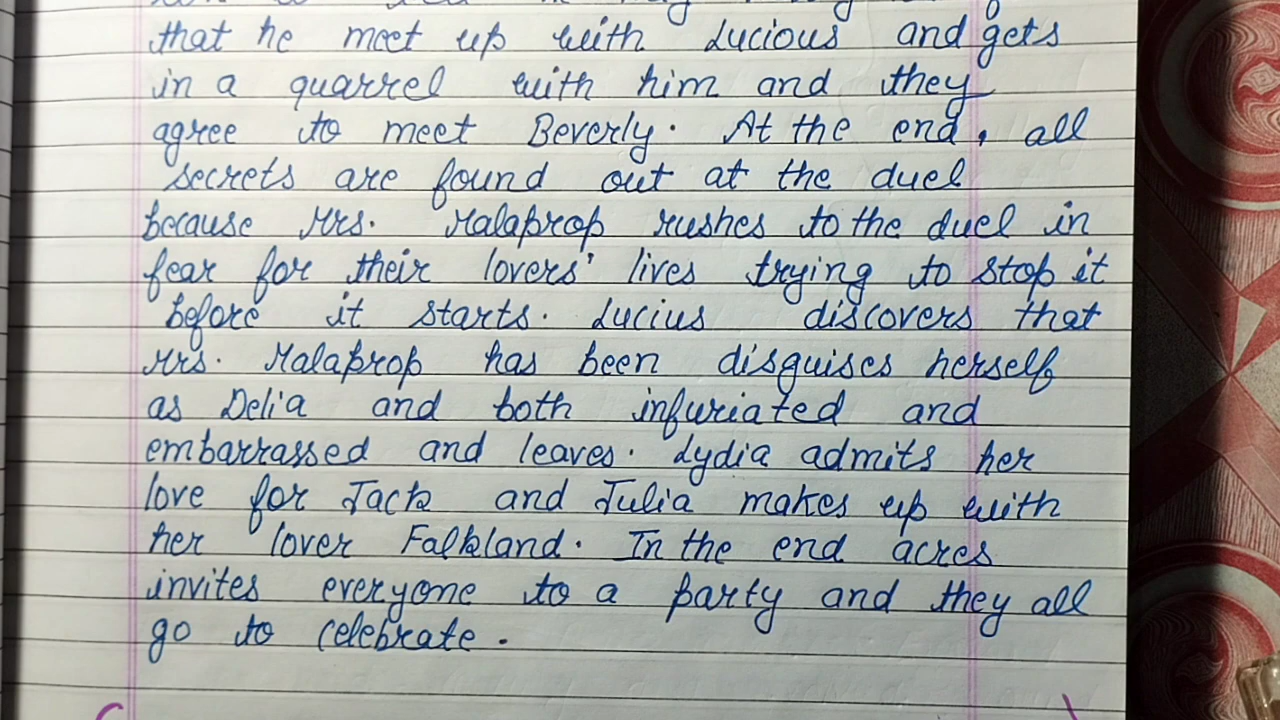 that he meet up with Lucious and gets
in a quarrel with him and they
agree to meet Beverly. At the end, all
secrets are found out at the duel
because Mrs. Malaprop rushes to the duel in
fear for their lovers' lives trying to stop it
before it starts. Lucius discovers that
Mrs. Malaprop has been disguises herself
as Delia and both infuriated and
embarrassed and leaves. Lydia admits her
love for Jack and Julia makes up with
her lover Falkland. In the end acres
invites everyone to a party and they all
go to celebrate.